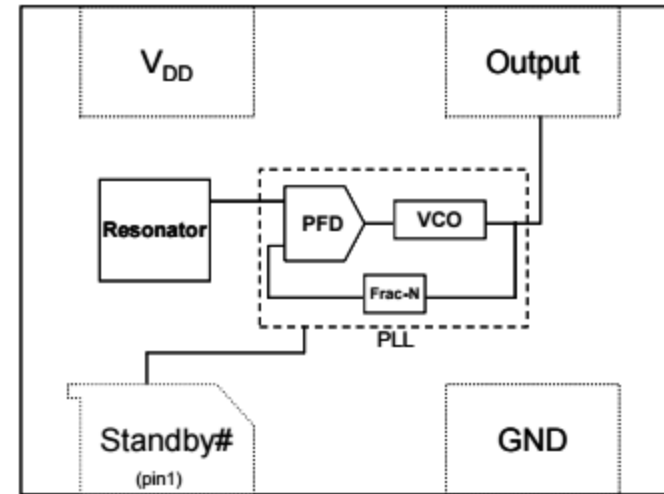 VDD
Output
Resonator
PFD
VCO
Frac-N
PLL
Standby#
(pin1)
GND